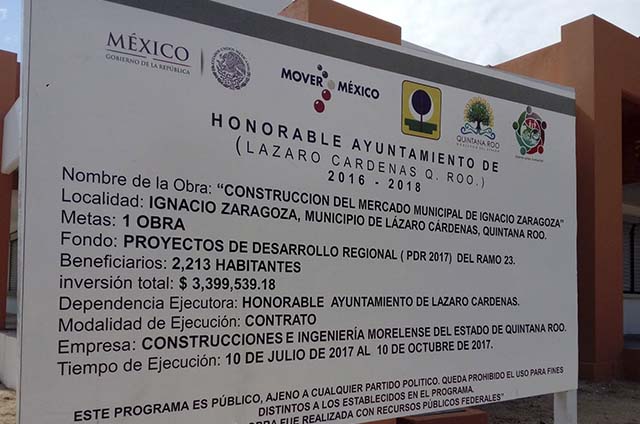 MÉXICO
GOBIERNO DE LA REPÚBLICA
MOVER MÉXICO
QUINTANA ROO
HONORABLE AYUNTAMIENTO DE
(LAZARO CARDENAS Q. ROO.)
2016 - 2018
Nombre de la Obra: “CONSTRUCCION DEL MERCADO MUNICIPAL DE IGNACIO ZARAGOZA”
Localidad: IGNACIO ZARAGOZA, MUNICIPIO DE LÁZARO CÁRDENAS, QUINTANA ROO.
Metas: 1 OBRA
Fondo: PROYECTOS DE DESARROLLO REGIONAL ( PDR 2017) DEL RAMO 23.
Beneficiarios: 2,213 HABITANTES
inversión total: $ 3,399,539.18
Dependencia Ejecutora: HONORABLE AYUNTAMIENTO DE LAZARO CARDENAS.
Modalidad de Ejecución: CONTRATO
Empresa: CONSTRUCCIONES E INGENIERÍA MORELENSE DEL ESTADO DE QUINTANA ROO.
Tiempo de Ejecución: 10 DE JULIO DE 2017 AL 10 DE OCTUBRE DE 2017.
ESTE PROGRAMA ES PÚBLICO, AJENO A CUALQUIER PARTIDO POLITICO. QUEDA PROHIBIDO EL USO PARA FINES
DISTINTOS A LOS ESTABLECIDOS EN EL PROGRAMA.
OBRA FUE REALIZADA CON RECURSOS PÚBLICOS FEDERALES”